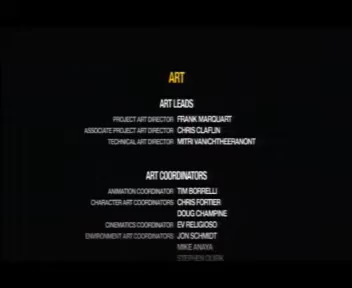 ART
ART LEADS
PROJECT ART DIRECTOR FRANK MARQUART
ASSOCIATE PROJECT ART DIRECTOR CHRIS CLAFLIN
TECHNICAL ART DIRECTOR MITRI VANICHTHEERANONT
ART COORDINATORS
ANIMATION COORDINATOR TIM BORRELLI
CHARACTER ART COORDINATORS CHRIS FORTIER
DOUG CHAMPINE
CINEMATICS COORDINATOR EV RELIGIOSO
ENVIRONMENT ART COORDINATORS JON SCHMIDT
MIKE ANAYA
STEPHEN